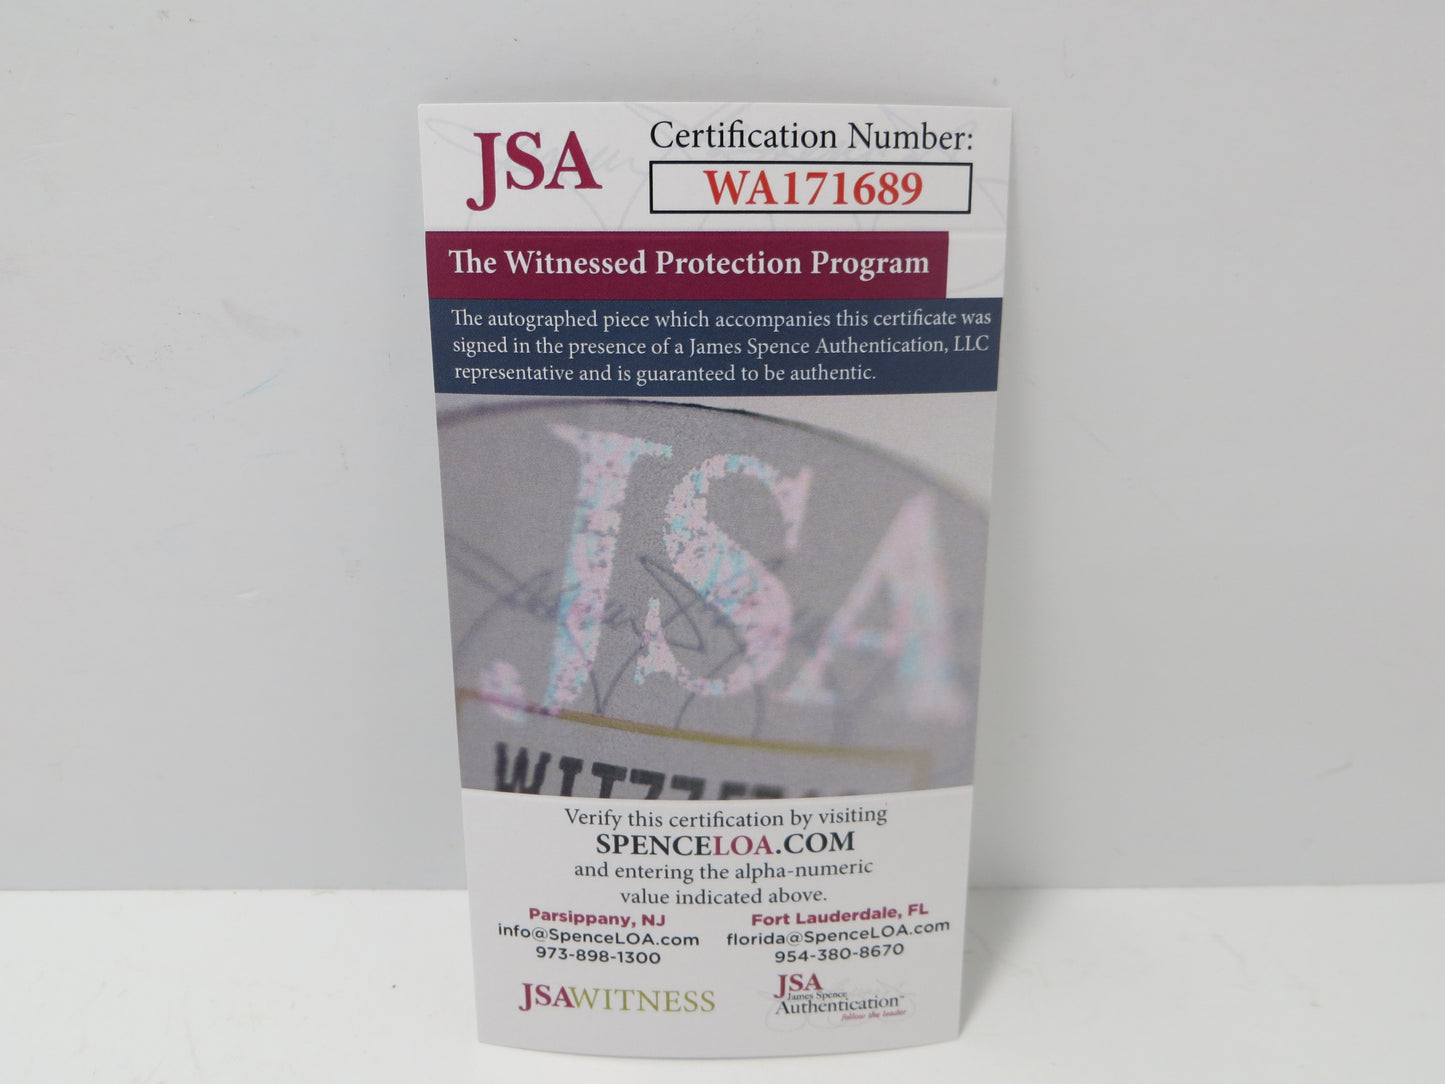 JSA
Certification Number:
WA171689
The Witnessed Protection Program
The autographed piece which accompanies this certificate was
signed in the presence of a James Spence Authentication, LLC
representative and is guaranteed to be authentic.
JSA
Verify this certification by visiting
SPENCELOA.COM
and entering the alpha-numeric
value indicated above.
Parsippany, NJ
info@SpenceLOA.com
973-898-1300
Fort Lauderdale, FL
florida@SpenceLOA.com
954-380-8670
JSAWITNESS
JSA
James Spence
Authentication™
follow the leader